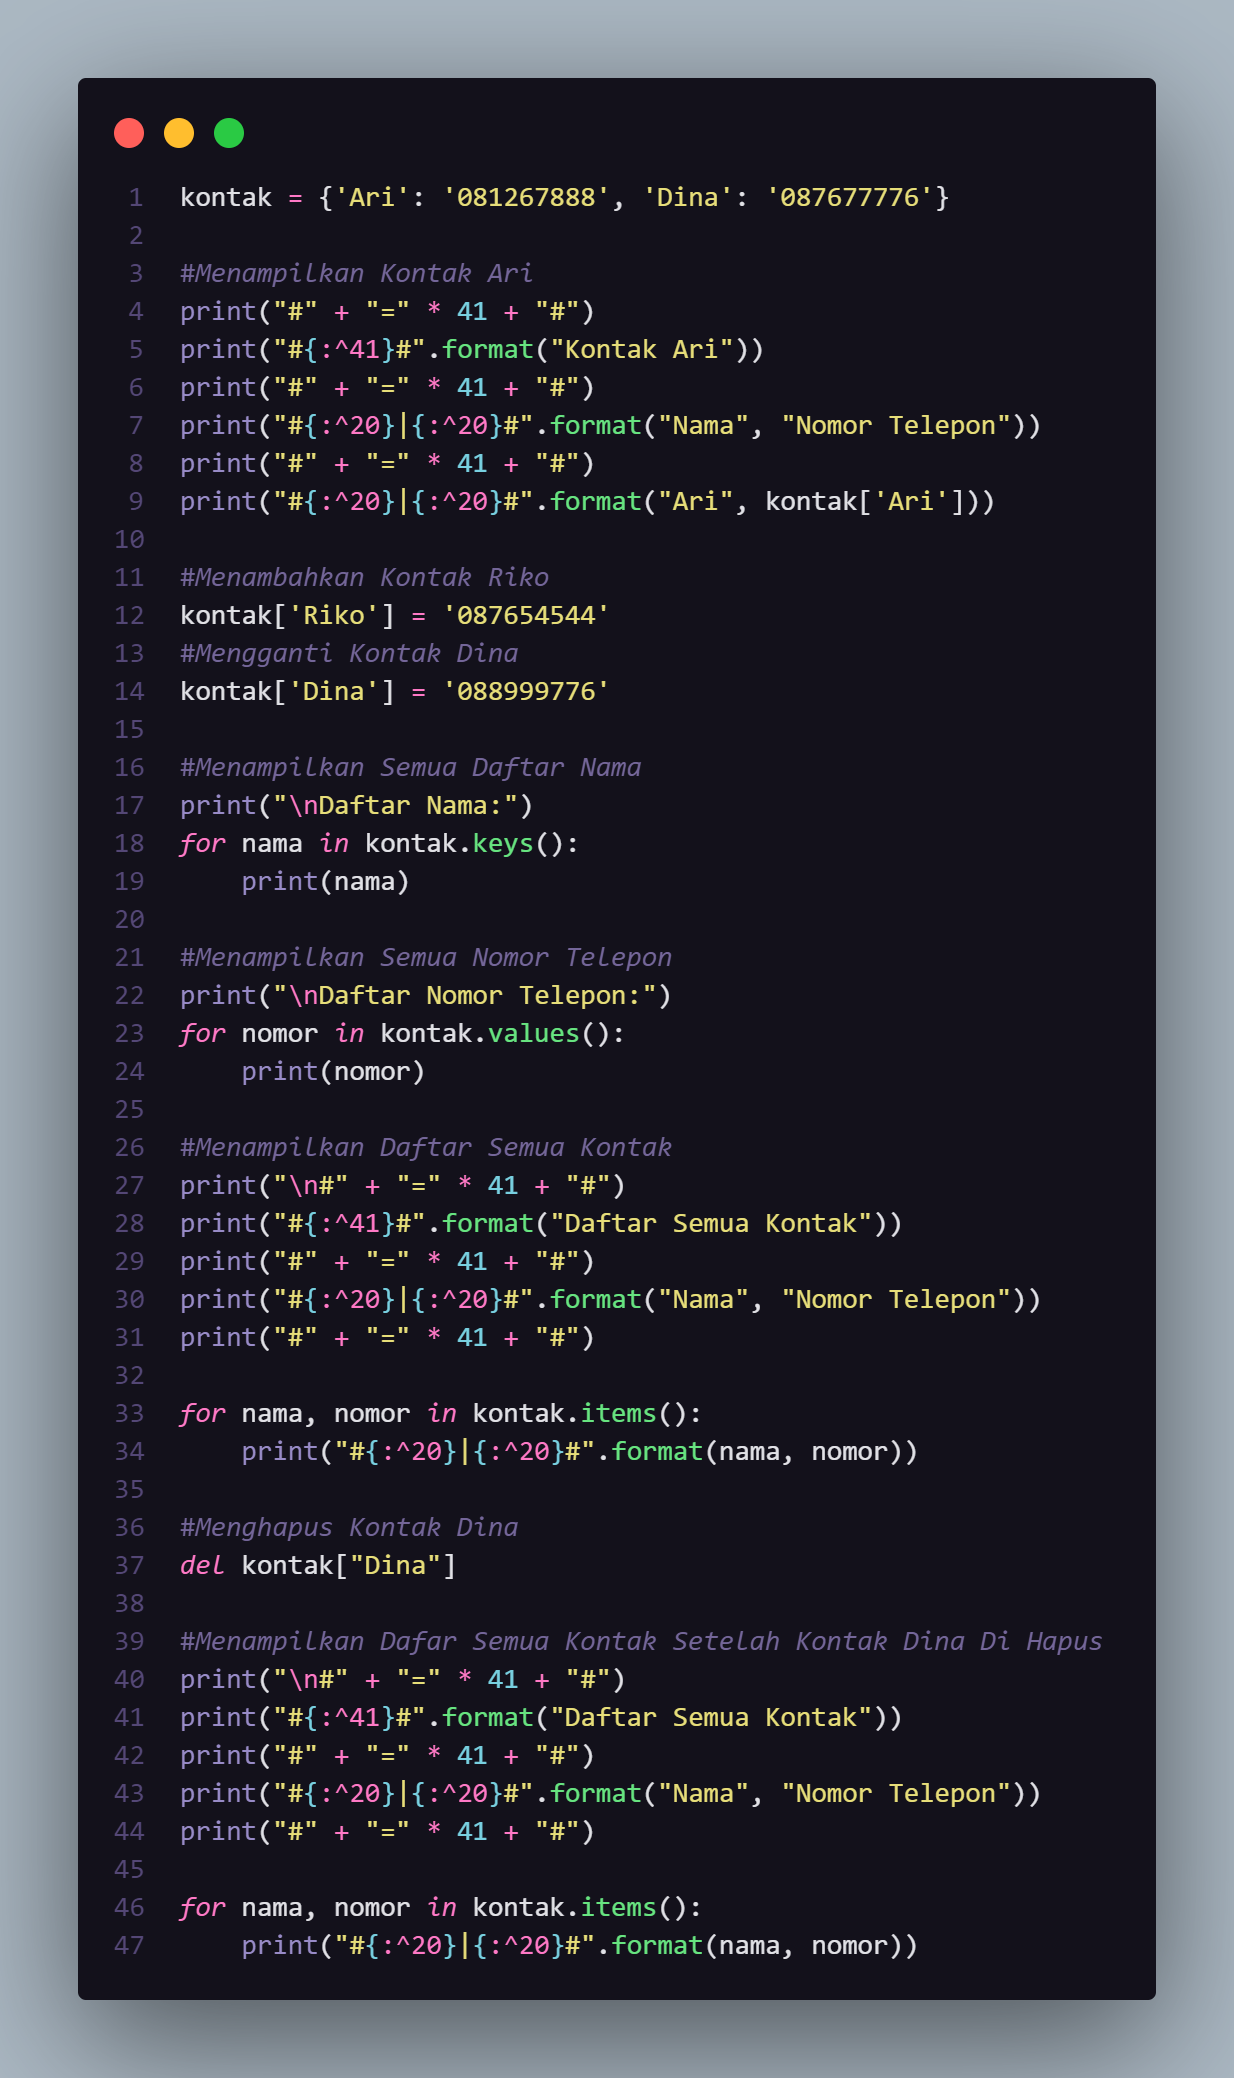 1 kontak = {'Ari': '081267888', 'Dina': '087677776'}
2
3 #Menampilkan Kontak Ari
4 print("#" + "=" * 41 + "#")
5 print("#{:^41}#".format("Kontak Ari"))
6 print("#" + "=" * 41 + "#")
7 print("#{:^20}|{:^20}#".format("Nama", "Nomor Telepon"))
8 print("#" + "=" * 41 + "#")
9 print("#{:^20}|{:^20}#".format("Ari", kontak['Ari']))
10
11 #Menambahkan Kontak Riko
12 kontak['Riko'] = '087654544'
13 #Mengganti Kontak Dina
14 kontak['Dina'] = '088999776'
15
16 #Menampilkan Semua Daftar Nama
17 print("\nDaftar Nama:")
18 for nama in kontak.keys():
19     print(nama)
20
21 #Menampilkan Semua Nomor Telepon
22 print("\nDaftar Nomor Telepon:")
23 for nomor in kontak.values():
24     print(nomor)
25
26 #Menampilkan Daftar Semua Kontak
27 print("\n#" + "=" * 41 + "#")
28 print("#{:^41}#".format("Daftar Semua Kontak"))
29 print("#" + "=" * 41 + "#")
30 print("#{:^20}|{:^20}#".format("Nama", "Nomor Telepon"))
31 print("#" + "=" * 41 + "#")
32
33 for nama, nomor in kontak.items():
34     print("#{:^20}|{:^20}#".format(nama, nomor))
35
36 #Menghapus Kontak Dina
37 del kontak["Dina"]
38
39 #Menampilkan Dafar Semua Kontak Setelah Kontak Dina Di Hapus
40 print("\n#" + "=" * 41 + "#")
41 print("#{:^41}#".format("Daftar Semua Kontak"))
42 print("#" + "=" * 41 + "#")
43 print("#{:^20}|{:^20}#".format("Nama", "Nomor Telepon"))
44 print("#" + "=" * 41 + "#")
45
46 for nama, nomor in kontak.items():
47     print("#{:^20}|{:^20}#".format(nama, nomor))